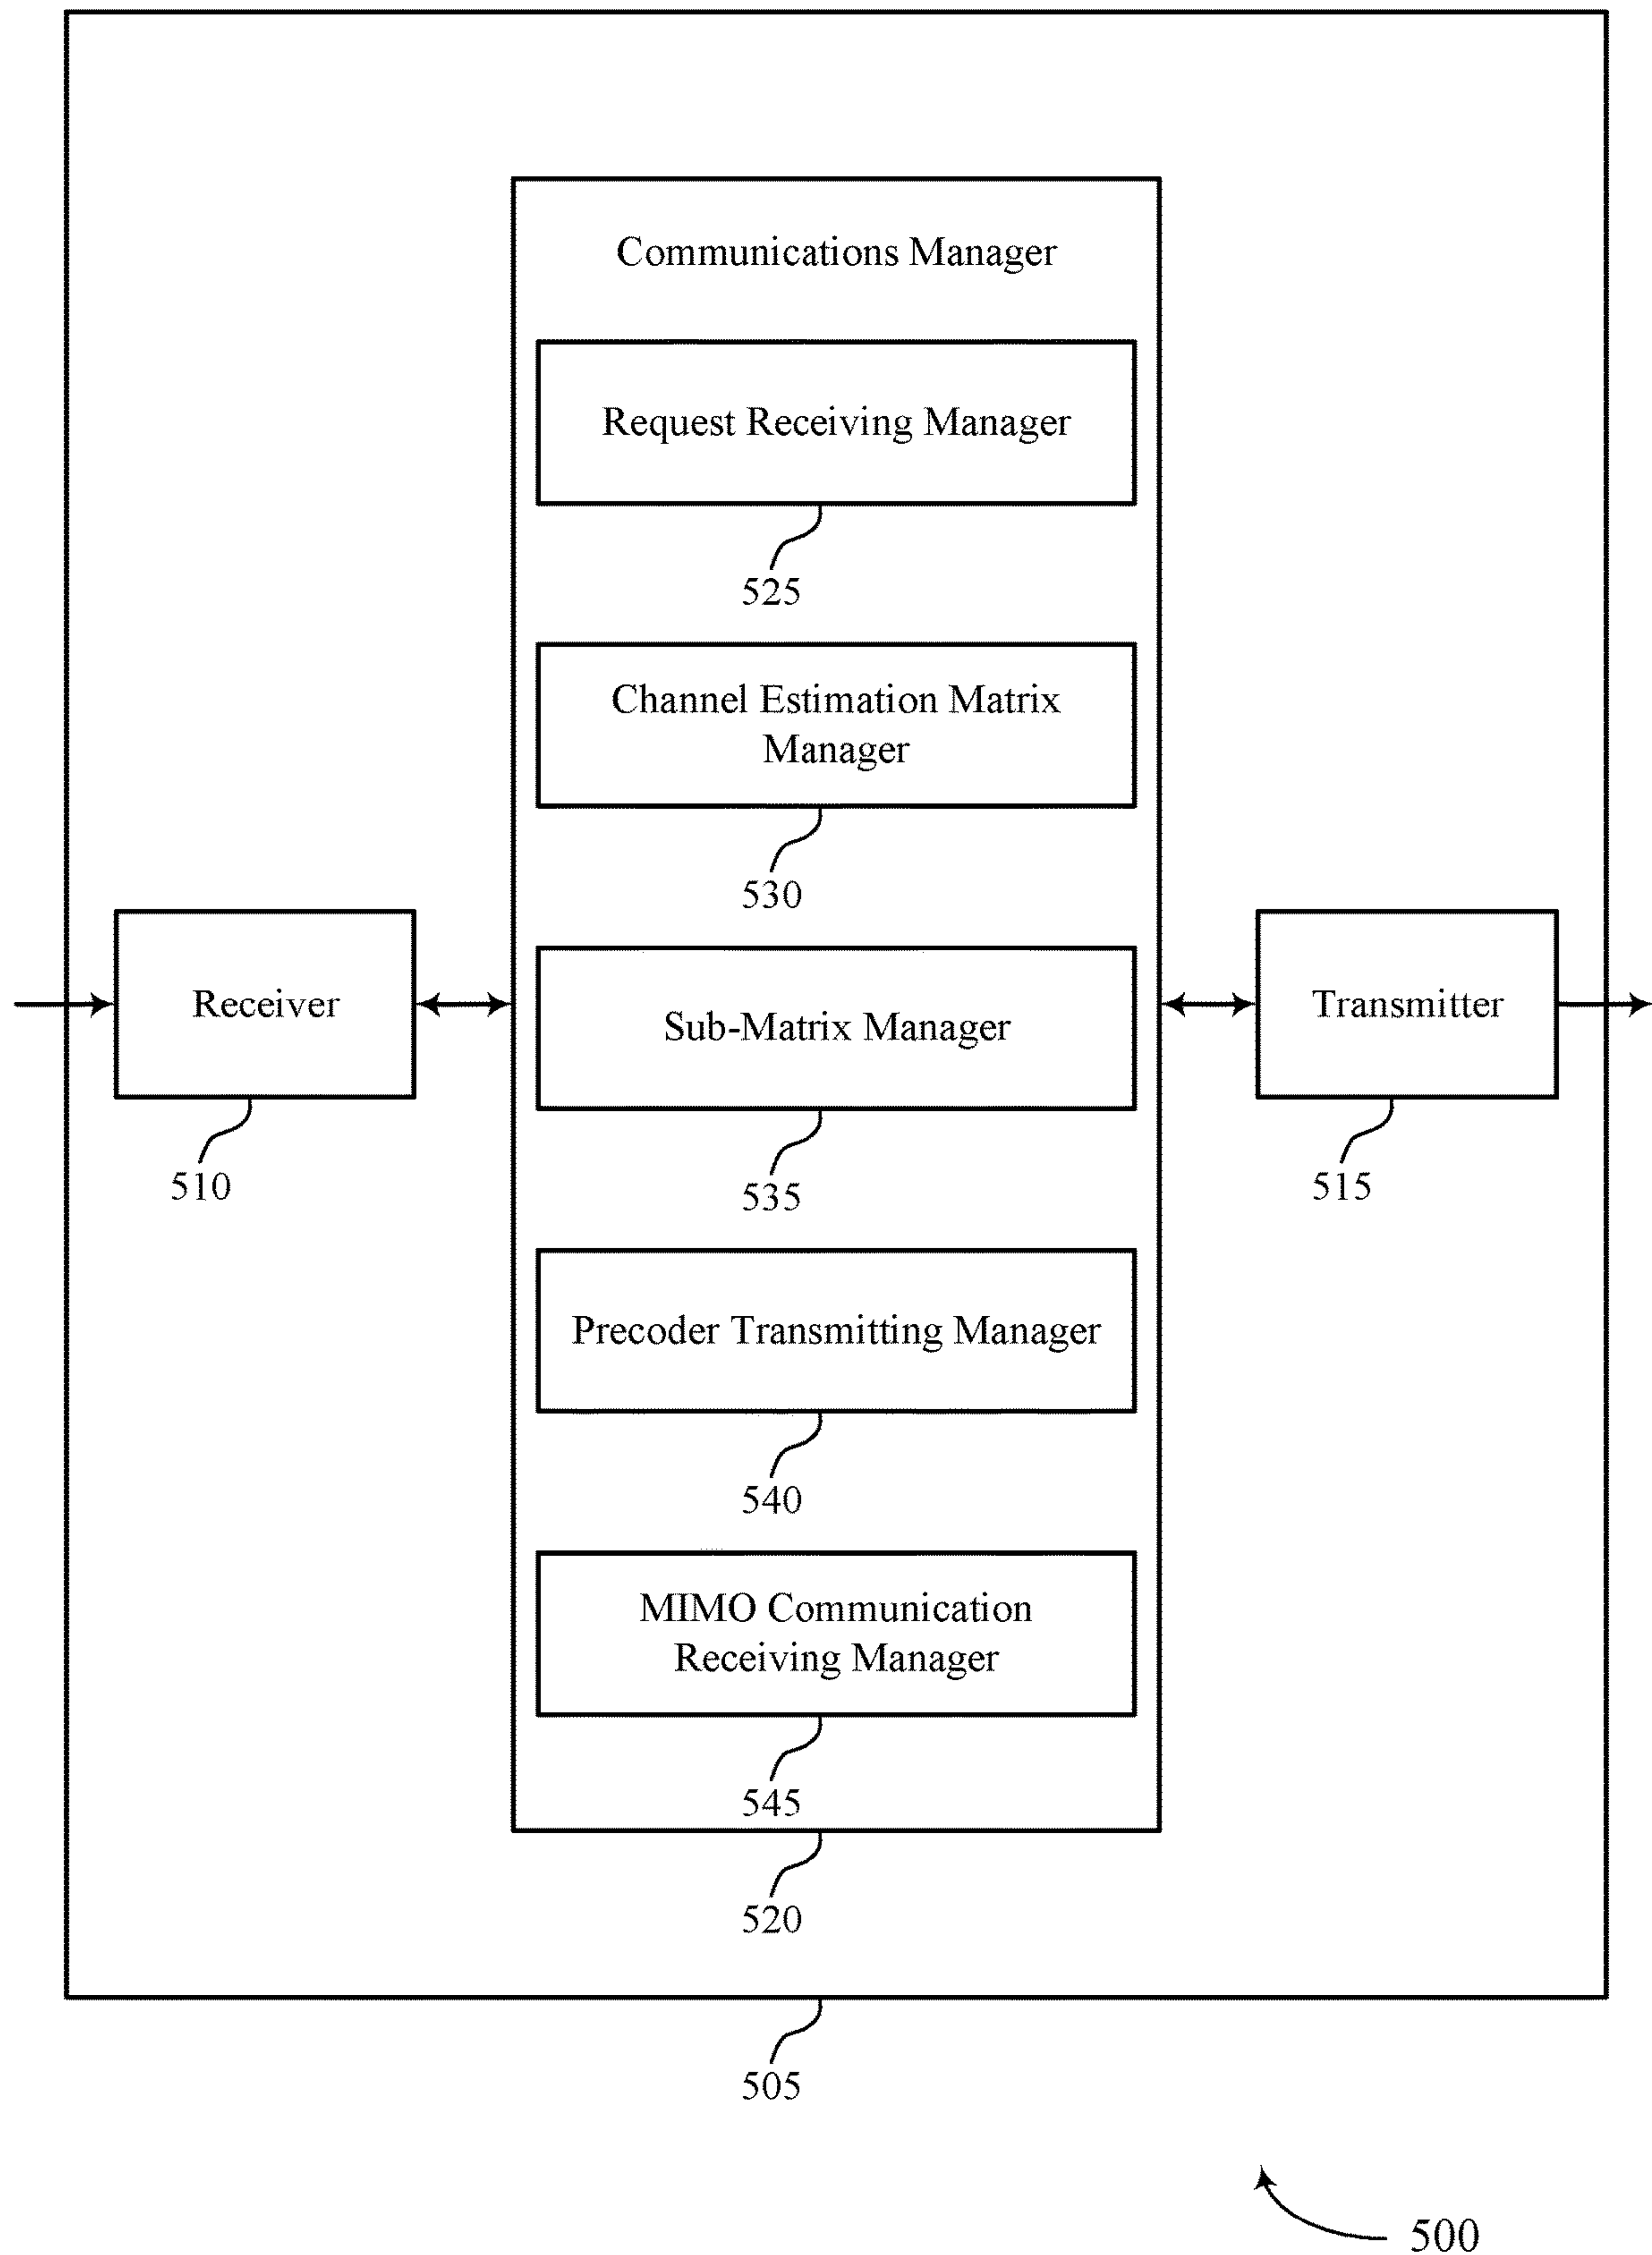 Communications Manager
Request Receiving Manager
525
Channel Estimation Matrix
Manager
530
Receiver
510
Sub-Matrix Manager
535
Transmitter
515
Precoder Transmitting Manager
540
MIMO Communication
Receiving Manager
545
520
505
500